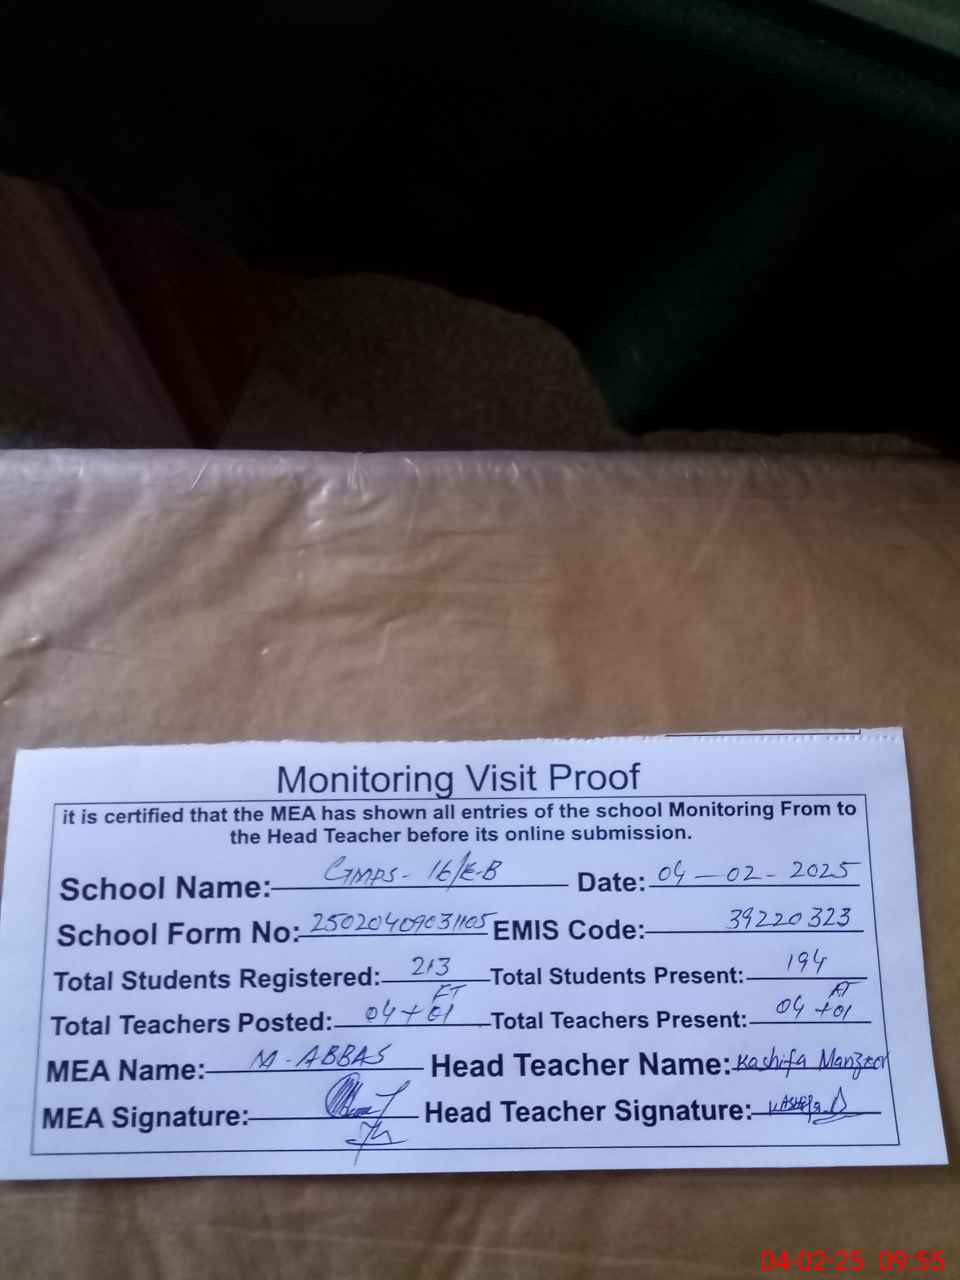 Monitoring Visit Proof
it is certified that the MEA has shown all entries of the school Monitoring From to
the Head Teacher before its online submission.
School Name: GMPS - 16/E-B Date: 04 - 02 - 2025
School Form No: 25020409031105 EMIS Code: 39220323
Total Students Registered: 213 Total Students Present: 194
Total Teachers Posted: 04 + 01 Total Teachers Present: 04 + 01
MEA Name: M - ABBAS Head Teacher Name: Kashifa Manzoor
MEA Signature: Head Teacher Signature:
04-02-25 09:55